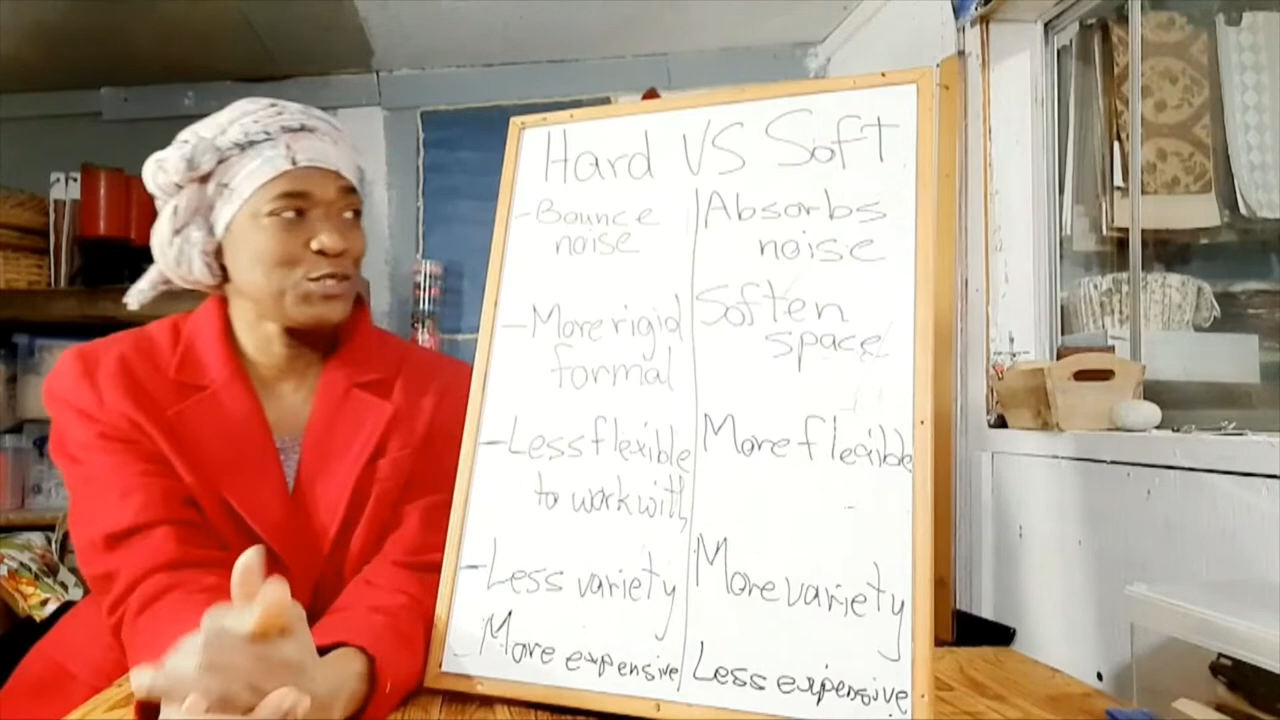 Hard VS Soft
- Bounce
noise
- More rigid
formal
- Less flexible
to work with
- Less variety
More expensive
Absorbs
noise
Soften
space
More flexible
More variety
Less expensive